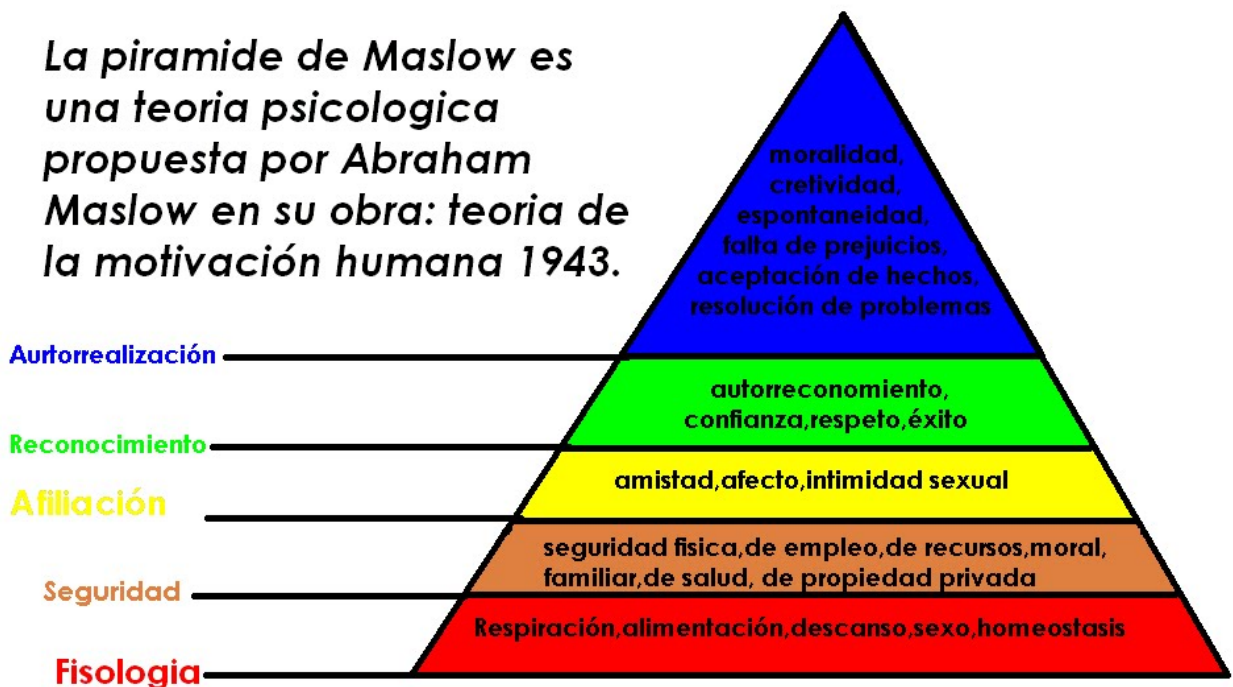 La piramide de Maslow es
una teoria psicologica
propuesta por Abraham
Maslow en su obra: teoria de
la motivación humana 1943.
moralidad,
cretividad,
espontaneidad,
falta de prejuicios,
aceptación de hechos,
resolución de problemas
Aurtorrealización
autorreconomiento,
confianza,respeto,éxito
Reconocimiento
amistad,afecto,intimidad sexual
Afiliación
seguridad fisica,de empleo,de recursos,moral,
familiar,de salud, de propiedad privada
Seguridad
Respiración,alimentación,descanso,sexo,homeostasis
Fisologia